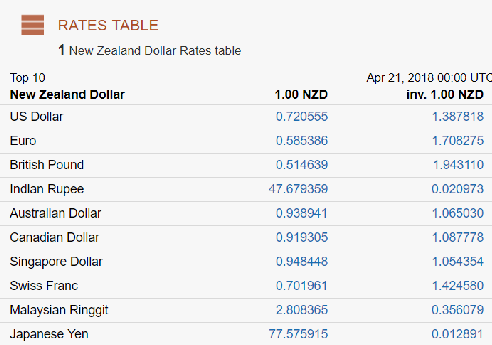 RATES TABLE
1 New Zealand Dollar Rates table
Top 10 Apr 21, 2018 00:00 UTC
New Zealand Dollar 1.00 NZD inv. 1.00 NZD
US Dollar 0.720555 1.387818
Euro 0.585386 1.708275
British Pound 0.514639 1.943110
Indian Rupee 47.679359 0.020973
Australian Dollar 0.938941 1.065030
Canadian Dollar 0.919305 1.087778
Singapore Dollar 0.948448 1.054354
Swiss Franc 0.701961 1.424580
Malaysian Ringgit 2.808365 0.356079
Japanese Yen 77.575915 0.012891